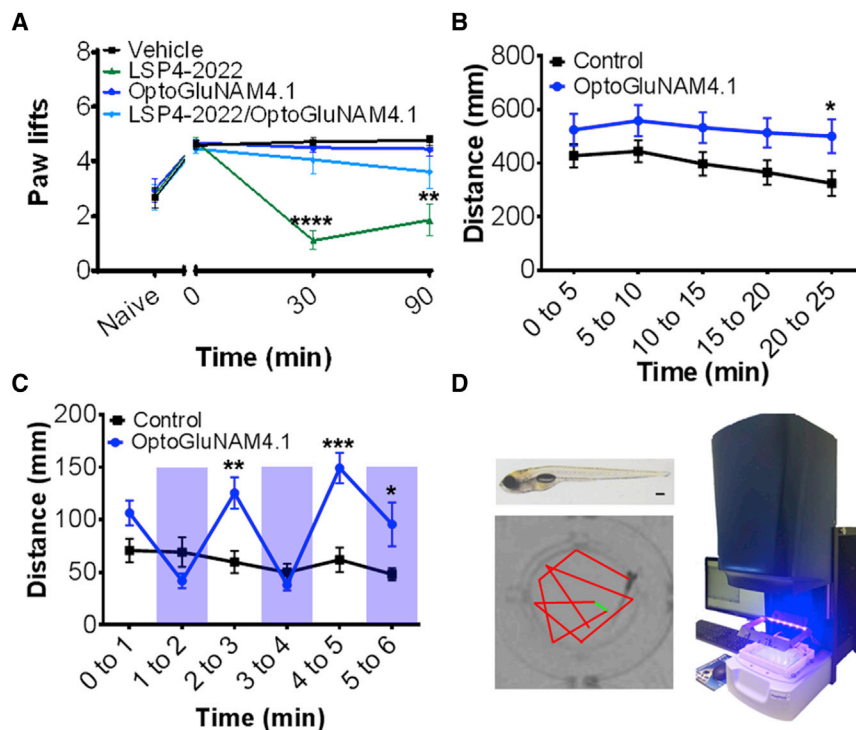 A
Paw lifts
8
6
4
2
0
Vehicle
LSP4-2022
OptoGluNAM4.1
LSP4-2022/OptoGluNAM4.1
****
**
Naive
0
30
90
Time (min)
B
Distance (mm)
800
600
400
200
0
Control
OptoGluNAM4.1
*
0 to 5
5 to 10
10 to 15
15 to 20
20 to 25
Time (min)
C
Distance (mm)
200
150
100
50
0
Control
OptoGluNAM4.1
**
***
*
0 to 1
1 to 2
2 to 3
3 to 4
4 to 5
5 to 6
Time (min)
D